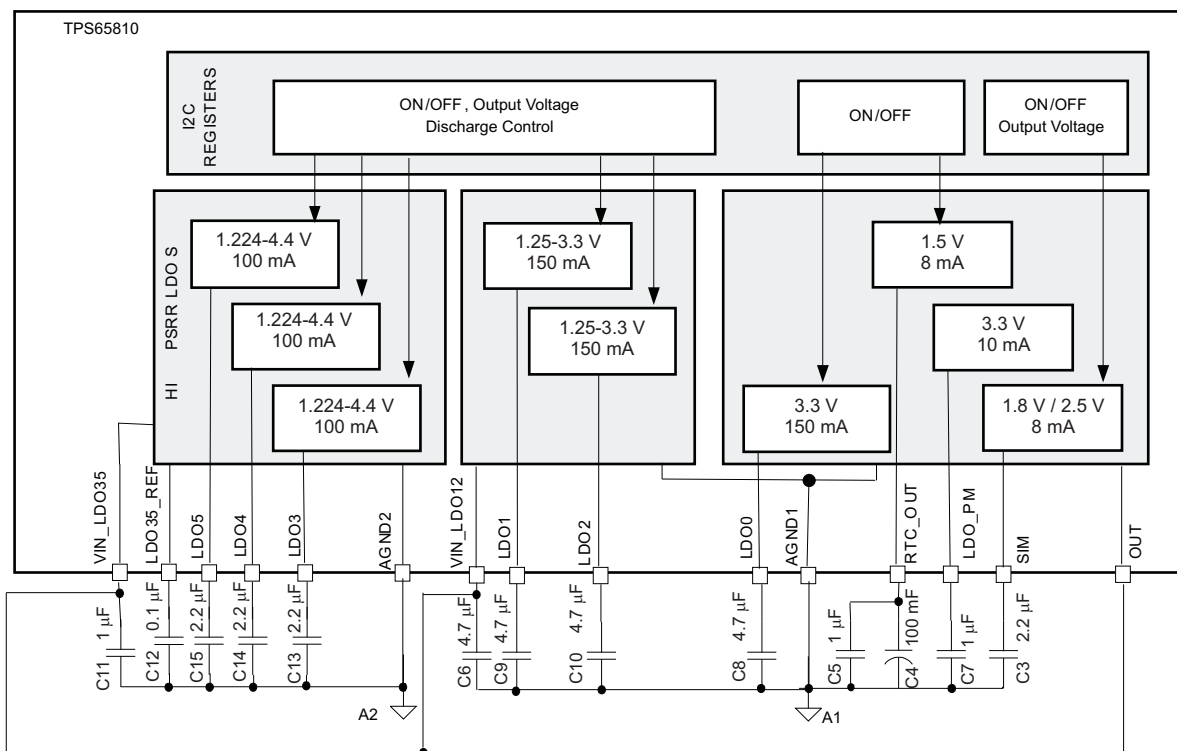 TPS65810
I2C
REGISTERS
ON/OFF , Output Voltage
Discharge Control
ON/OFF
ON/OFF
Output Voltage
HI PSRR LDO S
1.224-4.4 V
100 mA
1.224-4.4 V
100 mA
1.224-4.4 V
100 mA
1.25-3.3 V
150 mA
1.25-3.3 V
150 mA
1.5 V
8 mA
3.3 V
10 mA
3.3 V
150 mA
1.8 V / 2.5 V
8 mA
VIN_LDO35
LDO35_REF
LDO5
LDO4
LDO3
AGND2
VIN_LDO12
LDO1
LDO2
LDO0
AGND1
RTC_OUT
LDO_PM
SIM
OUT
C11 1 µF
C12 0.1 µF
C15 2.2 µF
C14 2.2 µF
C13 2.2 µF
C6 4.7 µF
C9 4.7 µF
C10 4.7 µF
C8 4.7 µF
C5 1 µF
C4 100 mF
C7 1 µF
C3 2.2 µF
A2
A1